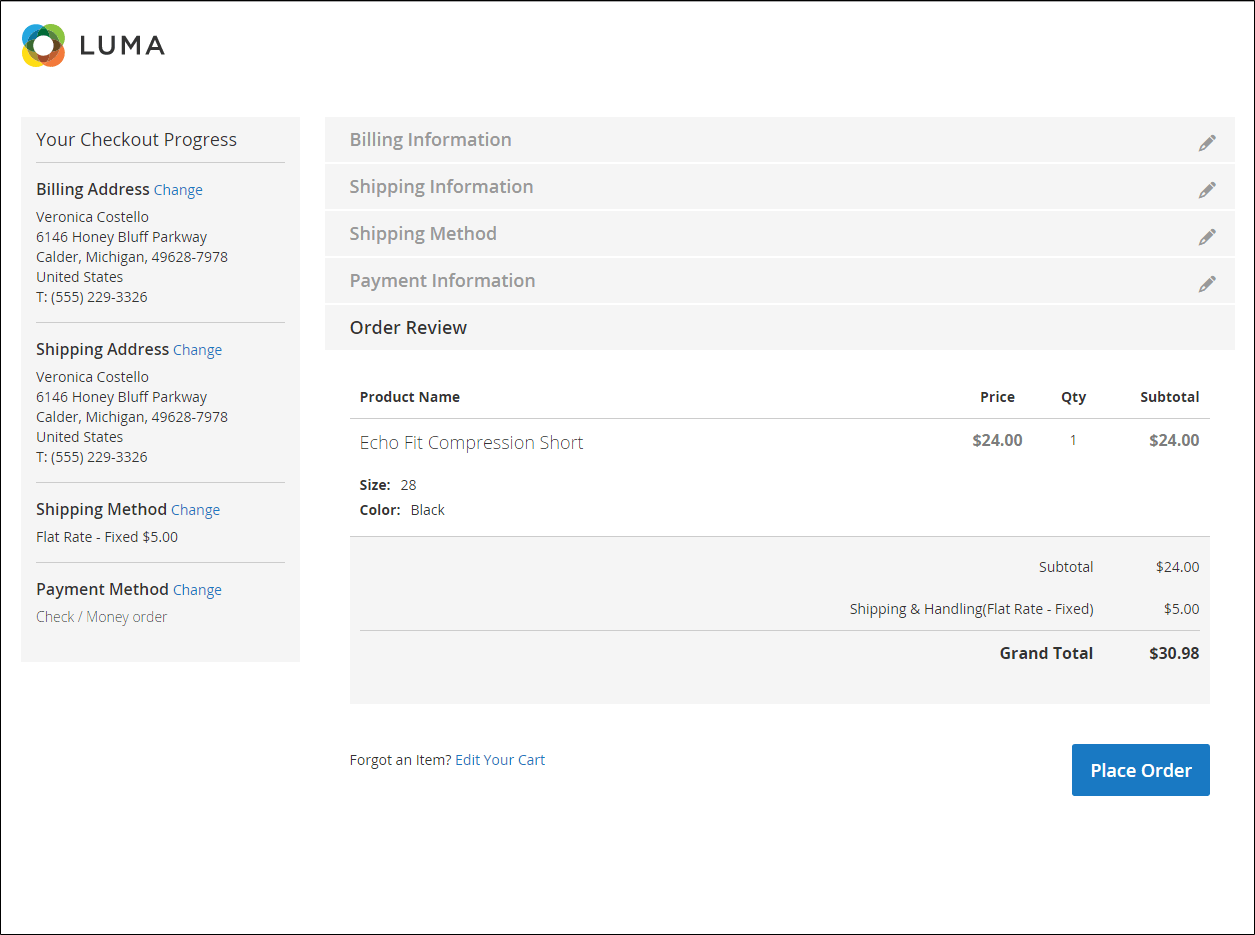 LUMA
Your Checkout Progress
Billing Address Change
Veronica Costello
6146 Honey Bluff Parkway
Calder, Michigan, 49628-7978
United States
T: (555) 229-3326
Shipping Address Change
Veronica Costello
6146 Honey Bluff Parkway
Calder, Michigan, 49628-7978
United States
T: (555) 229-3326
Shipping Method Change
Flat Rate - Fixed $5.00
Payment Method Change
Check / Money order
Billing Information
Shipping Information
Shipping Method
Payment Information
Order Review
Product Name Price Qty Subtotal
Echo Fit Compression Short $24.00 1 $24.00
Size: 28
Color: Black
Subtotal $24.00
Shipping & Handling(Flat Rate - Fixed) $5.00
Grand Total $30.98
Forgot an Item? Edit Your Cart
Place Order